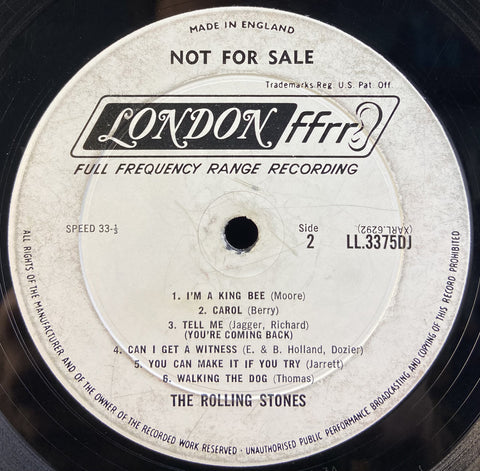 MADE IN ENGLAND
NOT FOR SALE
Trademarks Reg. U.S. Pat. Off
LONDON ffrr
FULL FREQUENCY RANGE RECORDING
SPEED 33-⅓
Side
2
(XARL.6292)
LL.3375DJ
1. I'M A KING BEE (Moore)
2. CAROL (Berry)
3. TELL ME (Jagger, Richard)
(YOU'RE COMING BACK)
4. CAN I GET A WITNESS (E. & B. Holland, Dozier)
5. YOU CAN MAKE IT IF YOU TRY (Jarrett)
6. WALKING THE DOG (Thomas)
THE ROLLING STONES
ALL RIGHTS OF THE MANUFACTURER AND OF THE OWNER OF THE RECORDED WORK RESERVED · UNAUTHORISED PUBLIC PERFORMANCE BROADCASTING AND COPYING OF THIS RECORD PROHIBITED